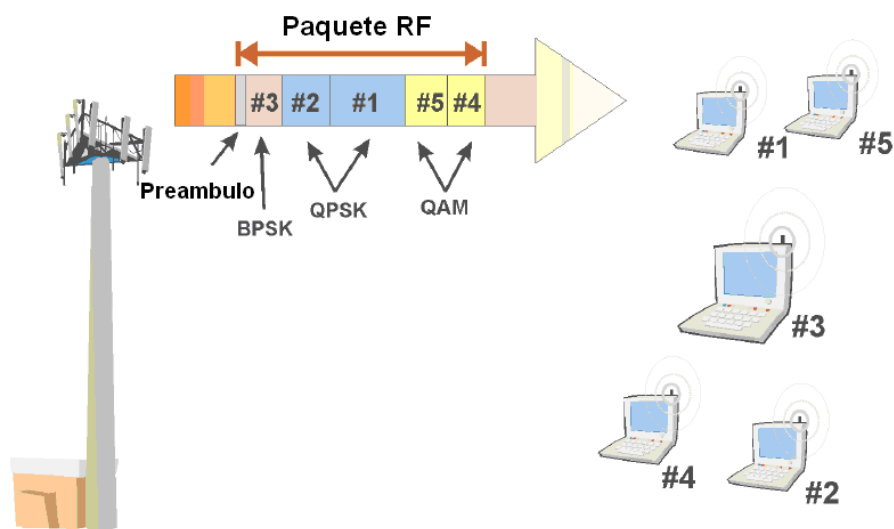 Paquete RF
#3 #2 #1 #5 #4
Preambulo
BPSK
QPSK
QAM
#1
#5
#3
#4
#2